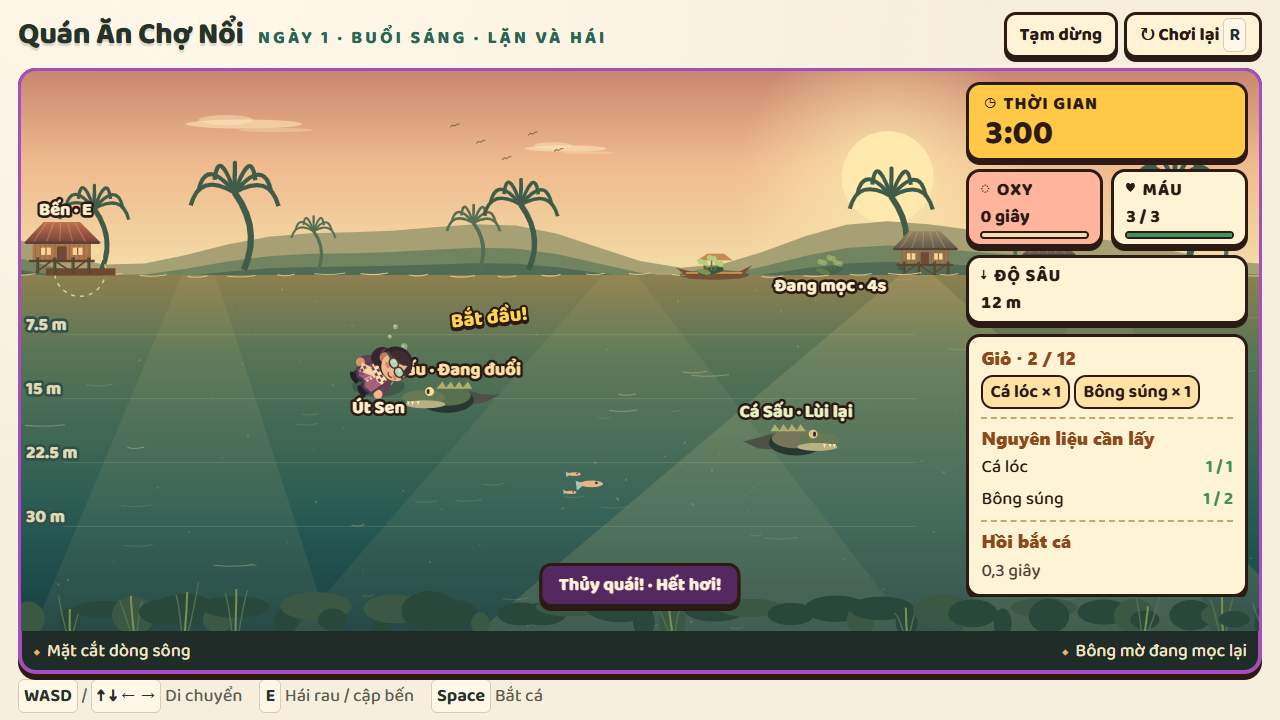 Quán Ăn Chợ Nổi
NGÀY 1 · BUỔI SÁNG · LẶN VÀ HÁI
Tạm dừng
↻ Chơi lại R
THỜI GIAN
3:00
OXY
0 giây
MÁU
3 / 3
↓ ĐỘ SÂU
12 m
Giỏ · 2 / 12
Cá lóc × 1
Bông súng × 1
Nguyên liệu cần lấy
Cá lóc 1 / 1
Bông súng 1 / 2
Hồi bắt cá
0,3 giây
Bến · E
Đang mọc · 4s
7.5 m
Bắt đầu!
· Đang đuổi
15 m
Út Sen
Cá Sấu · Lùi lại
22.5 m
30 m
Thủy quái! · Hết hơi!
Mặt cắt dòng sông
Bông mờ đang mọc lại
WASD / ↑↓← → Di chuyển E Hái rau / cập bến Space Bắt cá